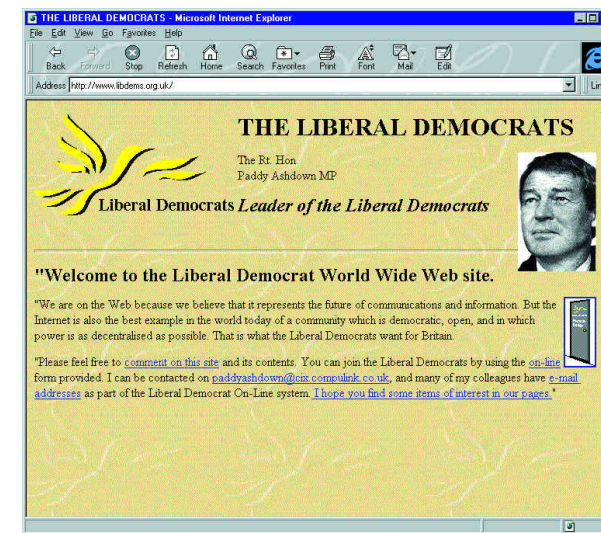 THE LIBERAL DEMOCRATS - Microsoft Internet Explorer
File Edit View Go Favorites Help
Back Forward Stop Refresh Home Search Favorites Print Font Mail Edit
Address http://www.libdems.org.uk/
THE LIBERAL DEMOCRATS
The Rt. Hon
Paddy Ashdown MP
Liberal Democrats Leader of the Liberal Democrats
"Welcome to the Liberal Democrat World Wide Web site.
"We are on the Web because we believe that it represents the future of communications and information. But the
Internet is also the best example in the world today of a community which is democratic, open, and in which
power is as decentralised as possible. That is what the Liberal Democrats want for Britain.
"Please feel free to comment on this site and its contents. You can join the Liberal Democrats by using the on-line
form provided. I can be contacted on paddyashdown@cix.compulink.co.uk, and many of my colleagues have e-mail
addresses as part of the Liberal Democrat On-Line system. I hope you find some items of interest in our pages."